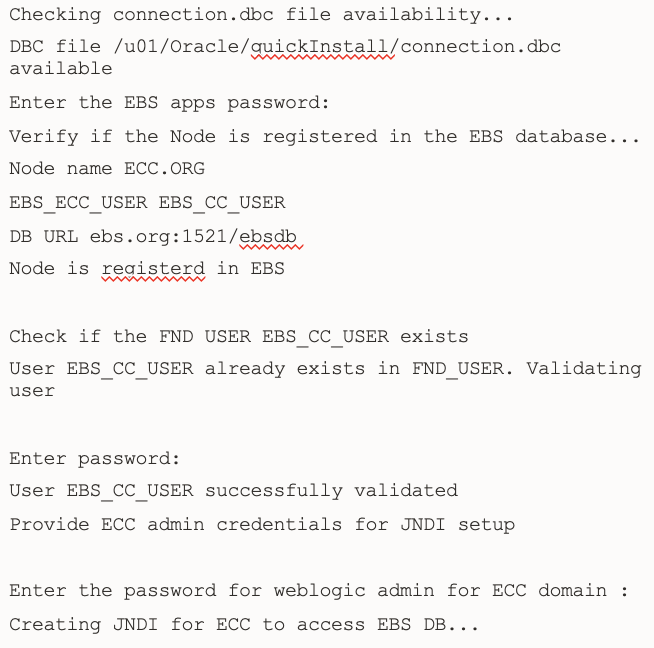 Checking connection.dbc file availability...
DBC file /u01/Oracle/quickInstall/connection.dbc
available
Enter the EBS apps password:
Verify if the Node is registered in the EBS database...
Node name ECC.ORG
EBS_ECC_USER EBS_CC_USER
DB URL ebs.org:1521/ebsdb
Node is registerd in EBS
Check if the FND USER EBS_CC_USER exists
User EBS_CC_USER already exists in FND_USER. Validating
user
Enter password:
User EBS_CC_USER successfully validated
Provide ECC admin credentials for JNDI setup
Enter the password for weblogic admin for ECC domain :
Creating JNDI for ECC to access EBS DB...